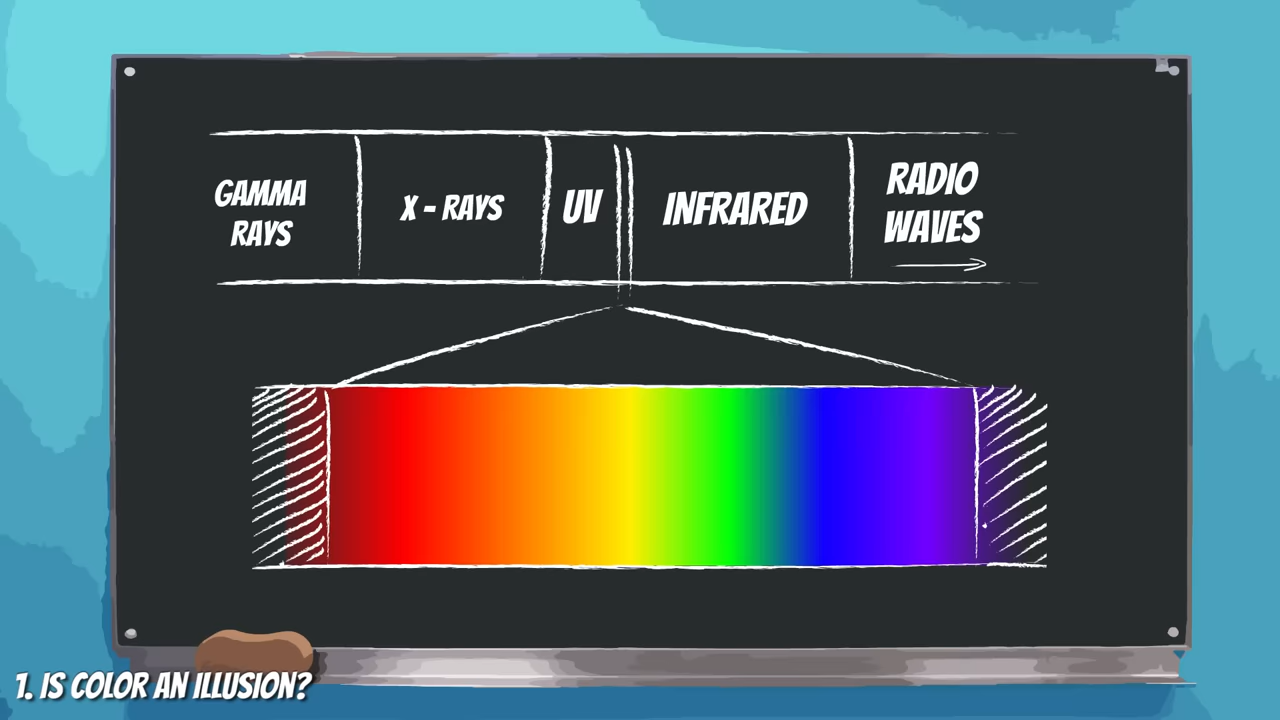 GAMMA
RAYS
X - RAYS
UV
INFRARED
RADIO
WAVES
1. IS COLOR AN ILLUSION?